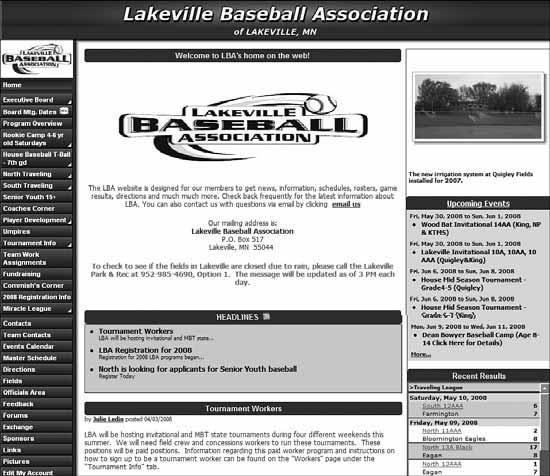 Lakeville Baseball Association
of LAKEVILLE, MN
LAKEVILLE
BASEBALL
ASSOCIATION
Home
Executive Board
Board Mtg. Dates
Program Overview
Rookie Camp 4-6 yr
old Saturdays
House Baseball T-Ball
- 7th gd
North Traveling
South Traveling
Senior Youth 15+
Coaches Corner
Player Development
Umpires
Tournament Info
Team Work
Assignments
Fundraising
Commish's Corner
2008 Registration Info
Miracle League
Contacts
Team Contacts
Events Calendar
Master Schedule
Directions
Fields
Officials Area
Feedback
Forums
Exchange
Sponsors
Links
Pictures
Edit My Account
Welcome to LBA's home on the web!
LAKEVILLE
BASEBALL
ASSOCIATION
The LBA website is designed for our members to get news, information, schedules, rosters, game
results, directions and much much more. Check back frequently for the latest information about
LBA. You can also contact us with questions via email by clicking email us
Our mailing address is:
Lakeville Baseball Association
P.O. Box 517
Lakeville, MN 55044
To check to see if the fields in Lakeville are closed due to rain, please call the Lakeville
Park & Rec at 952-985-4690, Option 1. The message will be updated as of 3 PM each
day.
HEADLINES
• Tournament Workers
LBA will be hosting invitational and MBT state...
• LBA Registration for 2008
Registration for 2008 LBA programs began...
• North is looking for applicants for Senior Youth baseball
Register Today
Tournament Workers
by Julie Ledin posted 04/03/2008
LBA will be hosting invitational and MBT state tournaments during four different weekends this
summer. We will need field crew and concessions workers to run these tournaments. These
positions will be paid positions. Information regarding this paid worker program and instructions on
how to sign up to be a tournament worker can be found on the "Workers" page under the
"Tournament Info" tab.
The new irrigation system at Quigley Fields
installed for 2007.
Upcoming Events
Fri, May 30, 2008 to Sun, Jun 1, 2008
• Wood Bat Invitational 14AA (King, NP
& KTMS)
Fri, May 30, 2008 to Sun, Jun 1, 2008
• Lakeville Invitational 10A, 10AA, 10
AAA (Quigley&King)
Fri, Jun 6, 2008 to Sun, Jun 8, 2008
• House Mid Season Tournament -
Grade4-5 (Quigley)
Fri, Jun 6, 2008 to Sun, Jun 8, 2008
• House Mid Season Tournament -
Grade 6-7 (King)
Mon, Jun 9, 2008 to Wed, Jun 11, 2008
• Dean Bowyer Baseball Camp (Age 8-
14 Click Here for Details)
More...
Recent Results
>Traveling League
Saturday, May 10, 2008
South 12AAA 6
Farmington 7
Friday, May 09, 2008
North 11AAA 2
Bloomington Eagles 8
North 13A Black 17
Eagan 8
North 12AAA 7
Eagan 2